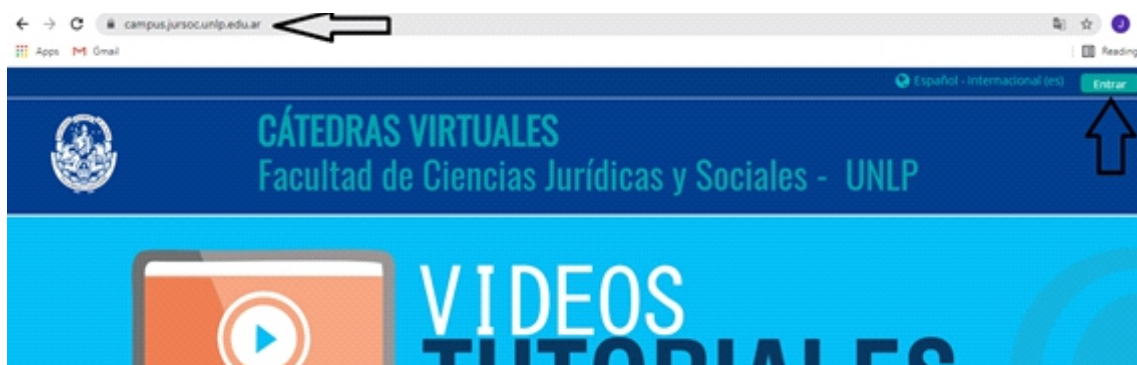 campus.jursoc.unlp.edu.ar
Apps M Gmail Reading
Español - Internacional (es) Entrar
CÁTEDRAS VIRTUALES
Facultad de Ciencias Jurídicas y Sociales - UNLP
VIDEOS
TUTORIALES